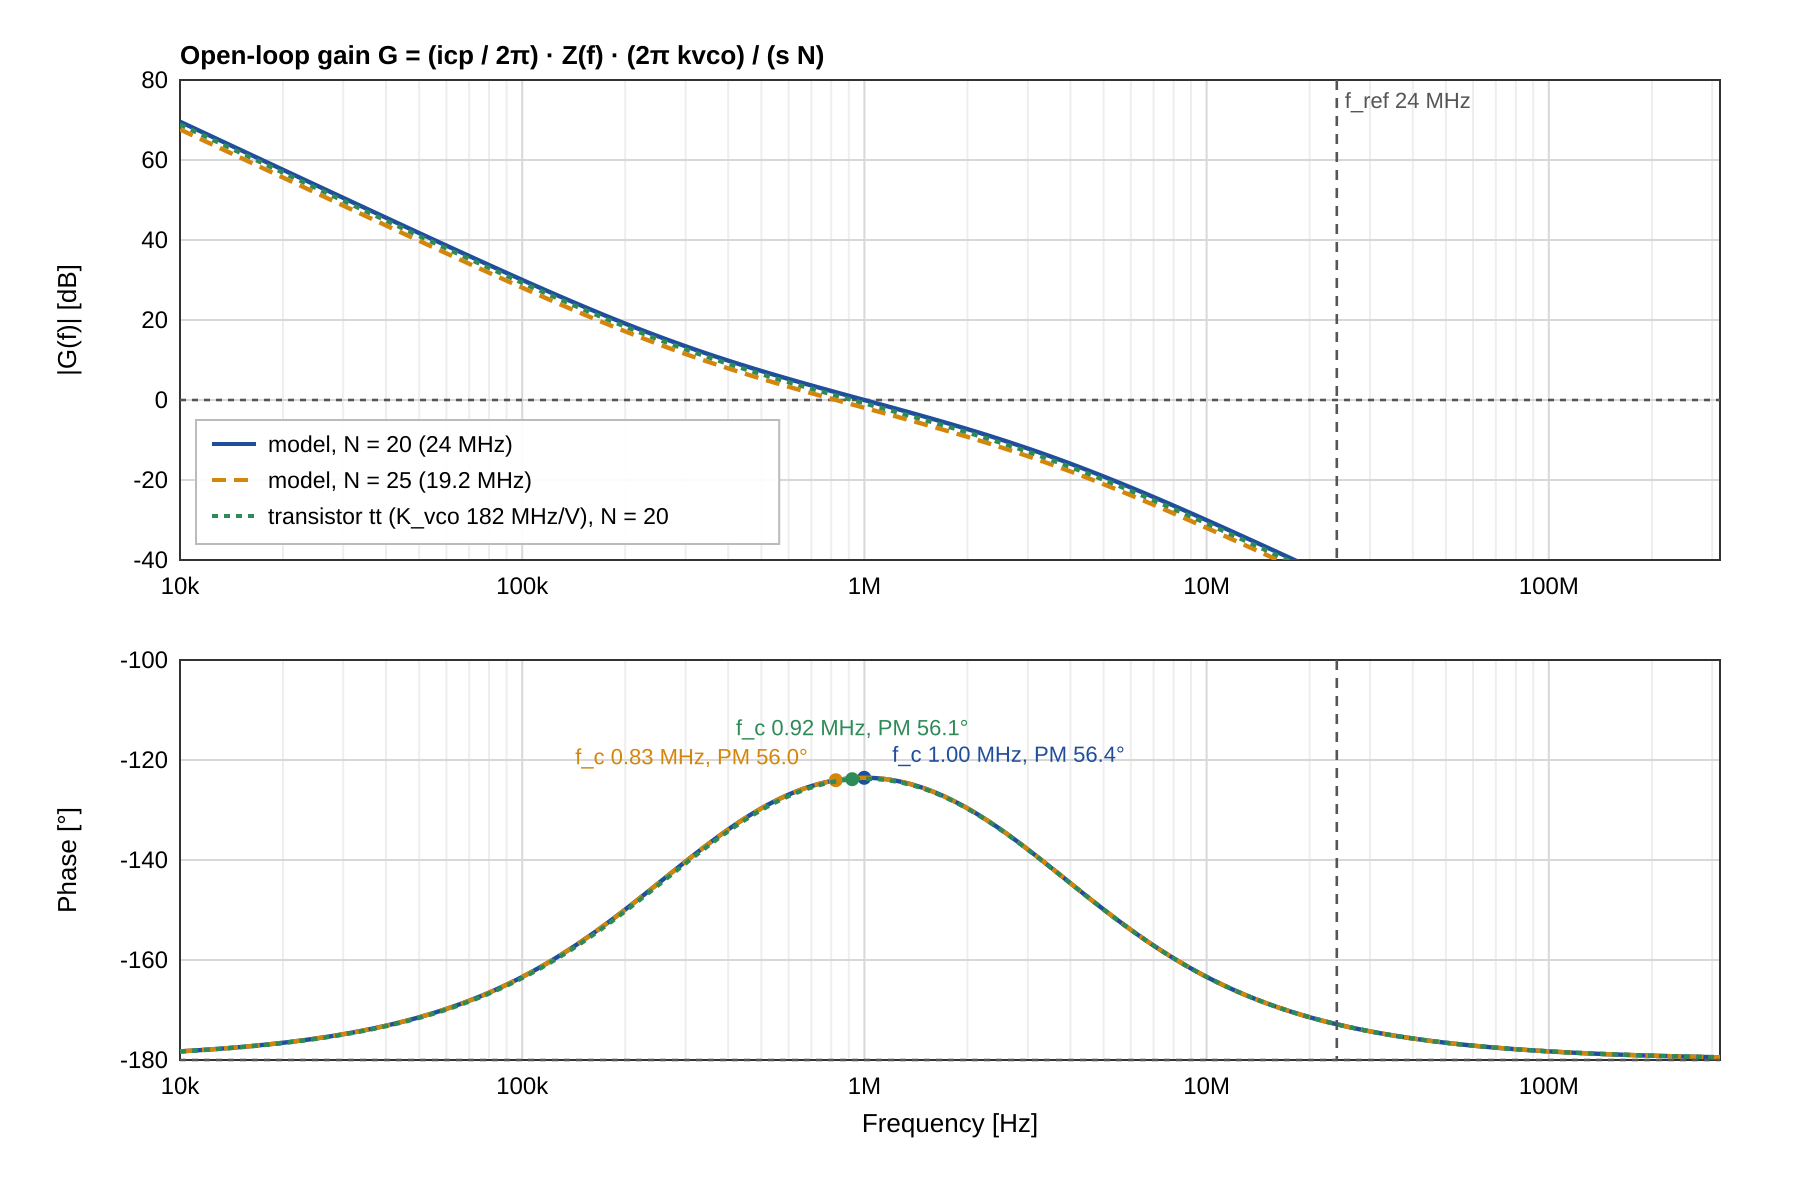 Open-loop gain G = (icp / 2π) · Z(f) · (2π kvco) / (s N)
80
60
40
20
0
-20
-40
|G(f)| [dB]
f_ref 24 MHz
model, N = 20 (24 MHz)
model, N = 25 (19.2 MHz)
transistor tt (K_vco 182 MHz/V), N = 20
10k
100k
1M
10M
100M
-100
-120
-140
-160
-180
Phase [°]
f_c 0.92 MHz, PM 56.1°
f_c 0.83 MHz, PM 56.0°
f_c 1.00 MHz, PM 56.4°
10k
100k
1M
10M
100M
Frequency [Hz]